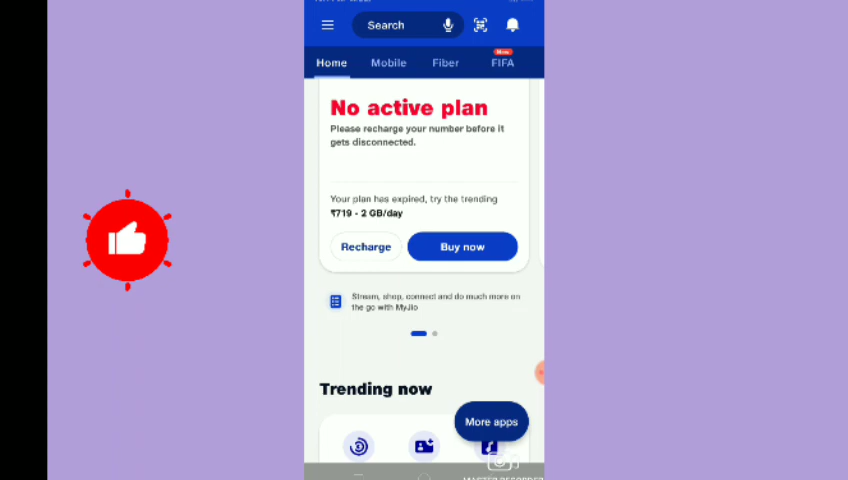 Search
Home Mobile Fiber FIFA
New
No active plan
Please recharge your number before it
gets disconnected.
Your plan has expired, try the trending
₹719 - 2 GB/day
Recharge Buy now
Stream, shop, connect and do much more on
the go with MyJio
Trending now
More apps